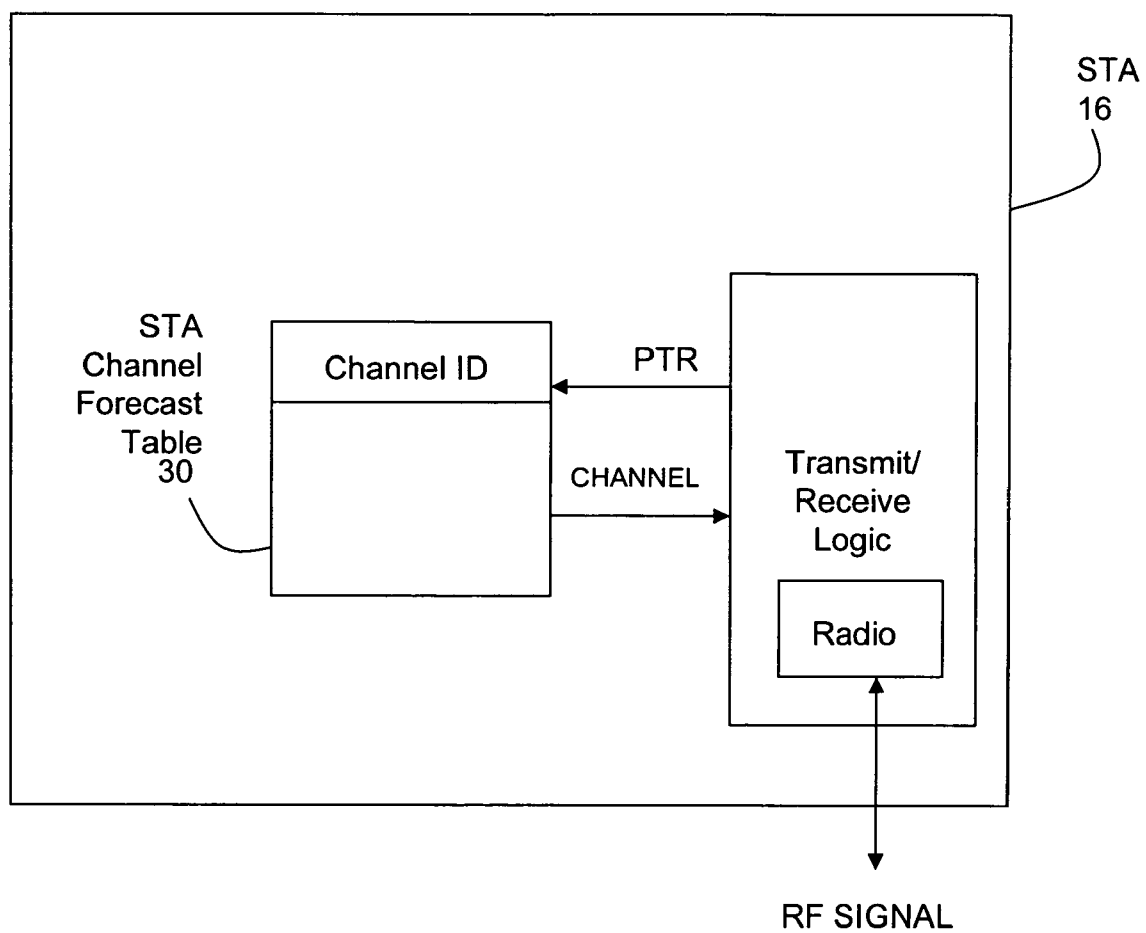 STA
16
STA
Channel
Forecast
Table
30
Channel ID
PTR
CHANNEL
Transmit/
Receive
Logic
Radio
RF SIGNAL